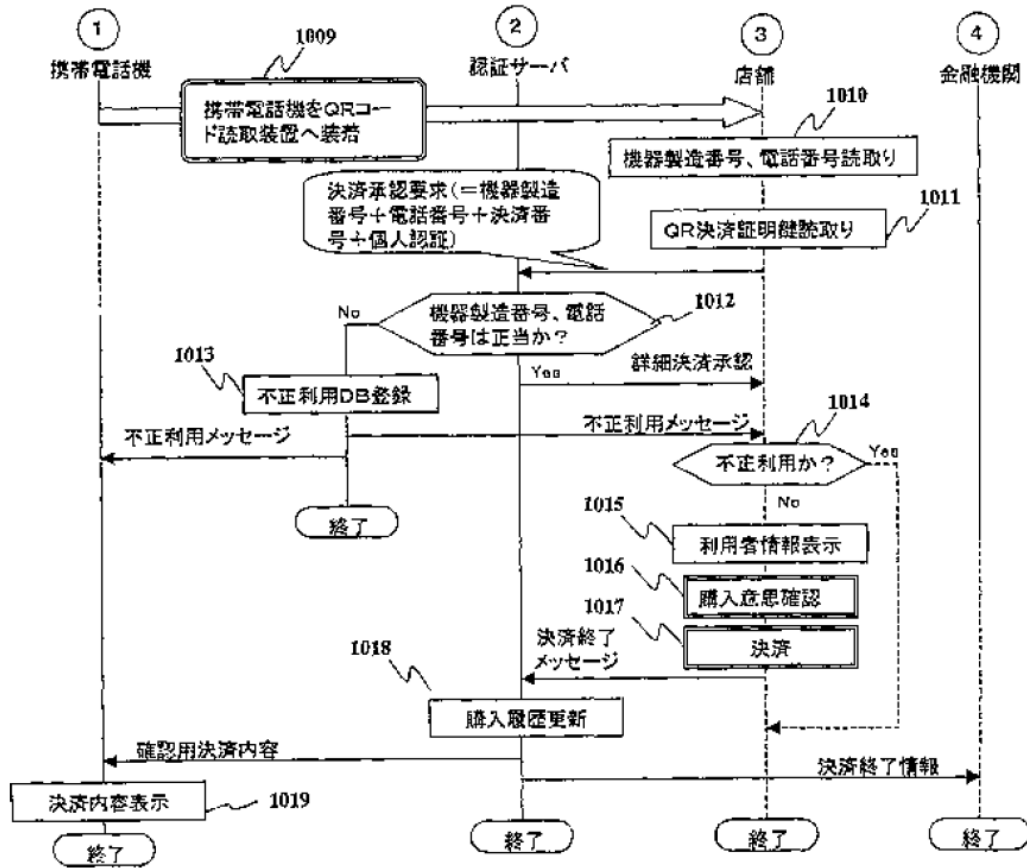 1
2
3
4
携帯電話機
認証サーバ
店舗
金融機関
1009
携帯電話機をQRコー
ド読取装置へ装着
1010
機器製造番号、電話番号読取り
決済承認要求(=機器製造
番号+電話番号+決済番
号+個人認証)
1011
QR決済証明鍵読取り
1012
機器製造番号、電話
番号は正当か?
No
Yes
詳細決済承認
1013
不正利用DB登録
不正利用メッセージ
不正利用メッセージ
1014
不正利用か?
Yes
No
終了
1015
利用者情報表示
1016
購入意思確認
1017
決済
決済終了
メッセージ
1018
購入履歴更新
確認用決済内容
決済終了情報
決済内容表示
1019
終了
終了
終了
終了